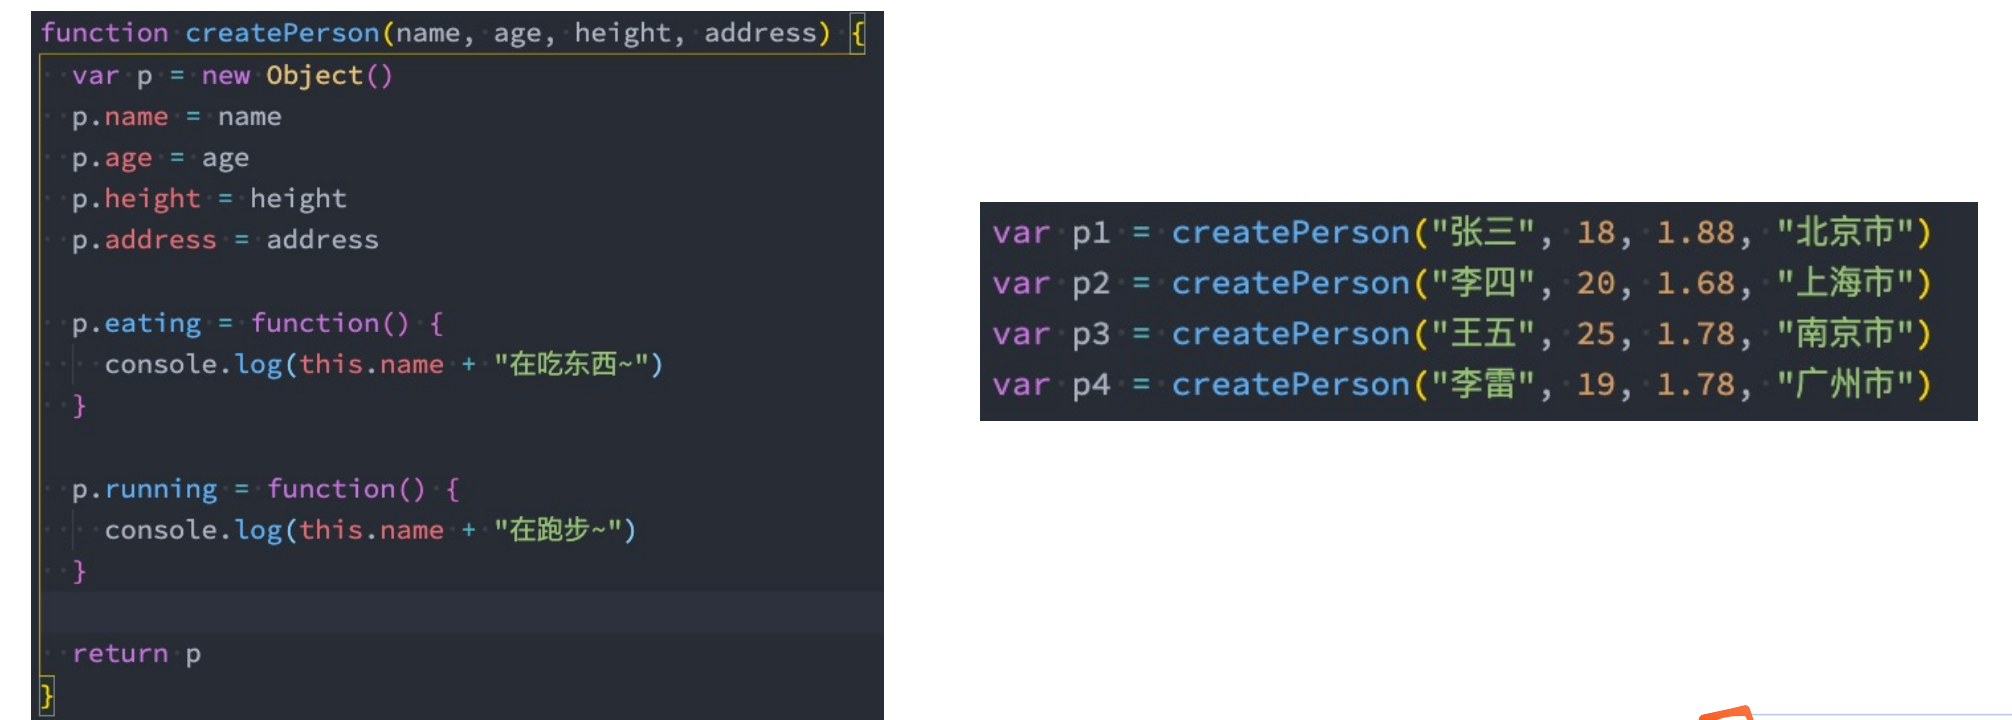 function createPerson(name, age, height, address) {
  var p = new Object()
  p.name = name
  p.age = age
  p.height = height
  p.address = address
  p.eating = function() {
    console.log(this.name + "在吃东西~")
  }
  p.running = function() {
    console.log(this.name + "在跑步~")
  }
  return p
}
var p1 = createPerson("张三", 18, 1.88, "北京市")
var p2 = createPerson("李四", 20, 1.68, "上海市")
var p3 = createPerson("王五", 25, 1.78, "南京市")
var p4 = createPerson("李雷", 19, 1.78, "广州市")